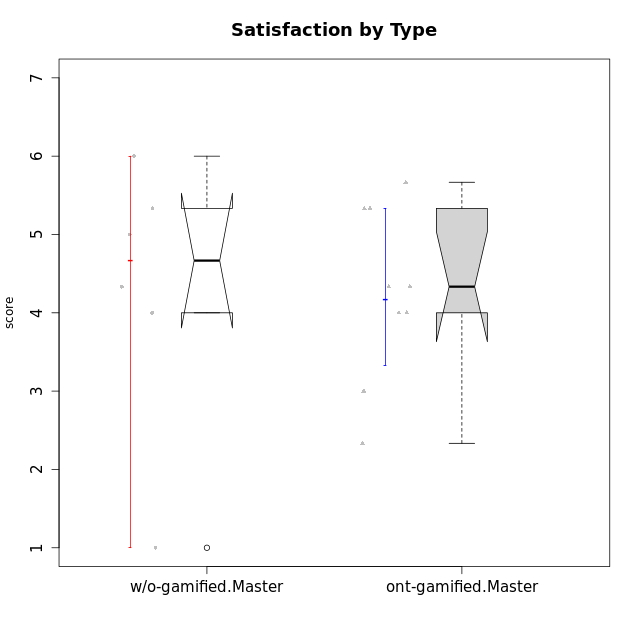 Satisfaction by Type
score
7
6
5
4
3
2
1
w/o-gamified.Master
ont-gamified.Master